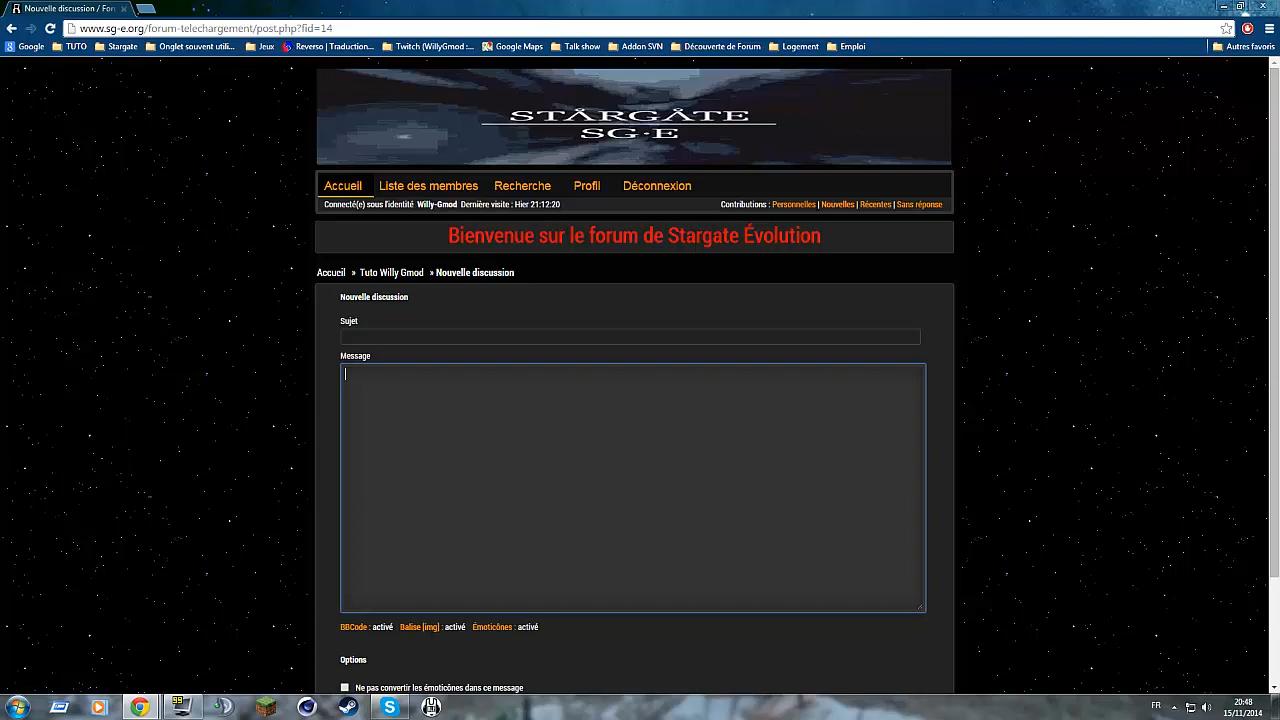 Nouvelle discussion / For
www.sg-e.org/forum-telechargement/post.php?fid=14
Google TUTO Stargate Onglet souvent utili... Jeux Reverso | Traduction... Twitch (WillyGmod :... Google Maps Talk show Addon SVN Découverte de Forum Logement Emploi Autres favoris
STÅRGÅTE
SG·E
Accueil Liste des membres Recherche Profil Déconnexion
Connecté(e) sous l'identité Willy-Gmod Dernière visite : Hier 21:12:20 Contributions : Personnelles | Nouvelles | Récentes | Sans réponse
Bienvenue sur le forum de Stargate Évolution
Accueil » Tuto Willy Gmod » Nouvelle discussion
Nouvelle discussion
Sujet
Message
BBCode : activé Balise [img] : activé Émoticônes : activé
Options
Ne pas convertir les émoticônes dans ce message
99
FR 20:48
15/11/2014